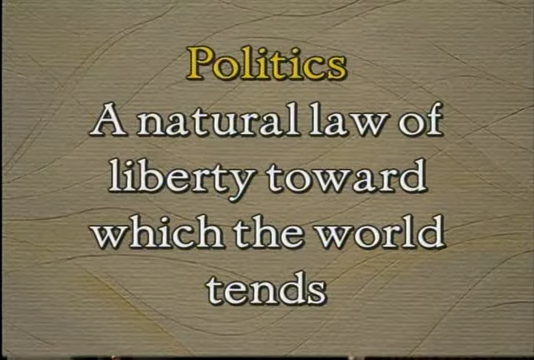 Politics
A natural law of
liberty toward
which the world
tends